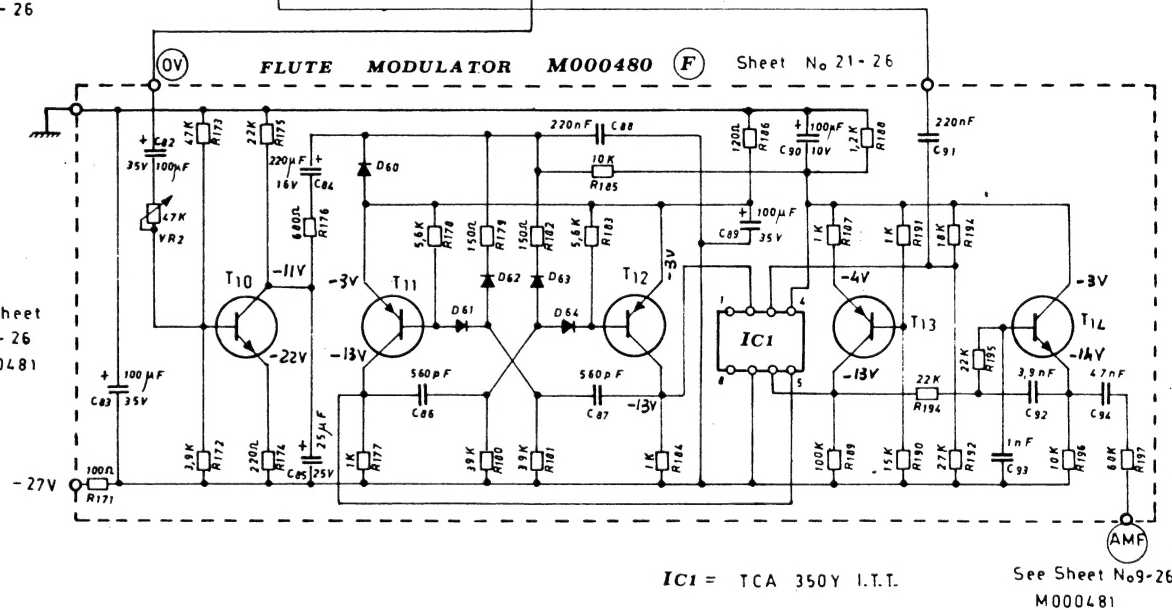 - 26
OV
FLUTE MODULATOR M000480 F Sheet No 21-26
+ C82
35V 100µF
47K
VR2
47K
R173
22K
R175
220µF +
16V C84
680Ω
R176
D60
220nF C88
10K
R185
120Ω
R186
+ 100µF
C90 10V
1,2K
R188
220nF
C91
5,6K
R178
150Ω
R179
150Ω
R182
5,6K
R183
+ 100µF
C89 35V
1K
R187
1K
R191
18K
R194
T10
-11V
-22V
-3V
T11
-13V
D61
D62
D63
D64
T12
-3V
-13V
1
4
IC1
8
5
-4V
T13
-13V
-3V
T14
-14V
22K
R195
22K
R194
3,9nF
C92
4,7nF
C94
heet
- 26
0481
+ 100µF
C83 35V
560pF
C86
560pF
C87
3,9K
R172
220Ω
R174
+ 25µF
C85 25V
1K
R177
39K
R180
39K
R181
1K
R184
100K
R189
15K
R190
27K
R192
1nF
C93
10K
R196
60K
R197
-27V
100Ω
R171
AMF
IC1 = TCA 350Y I.T.T.
See Sheet No9-26
M000481